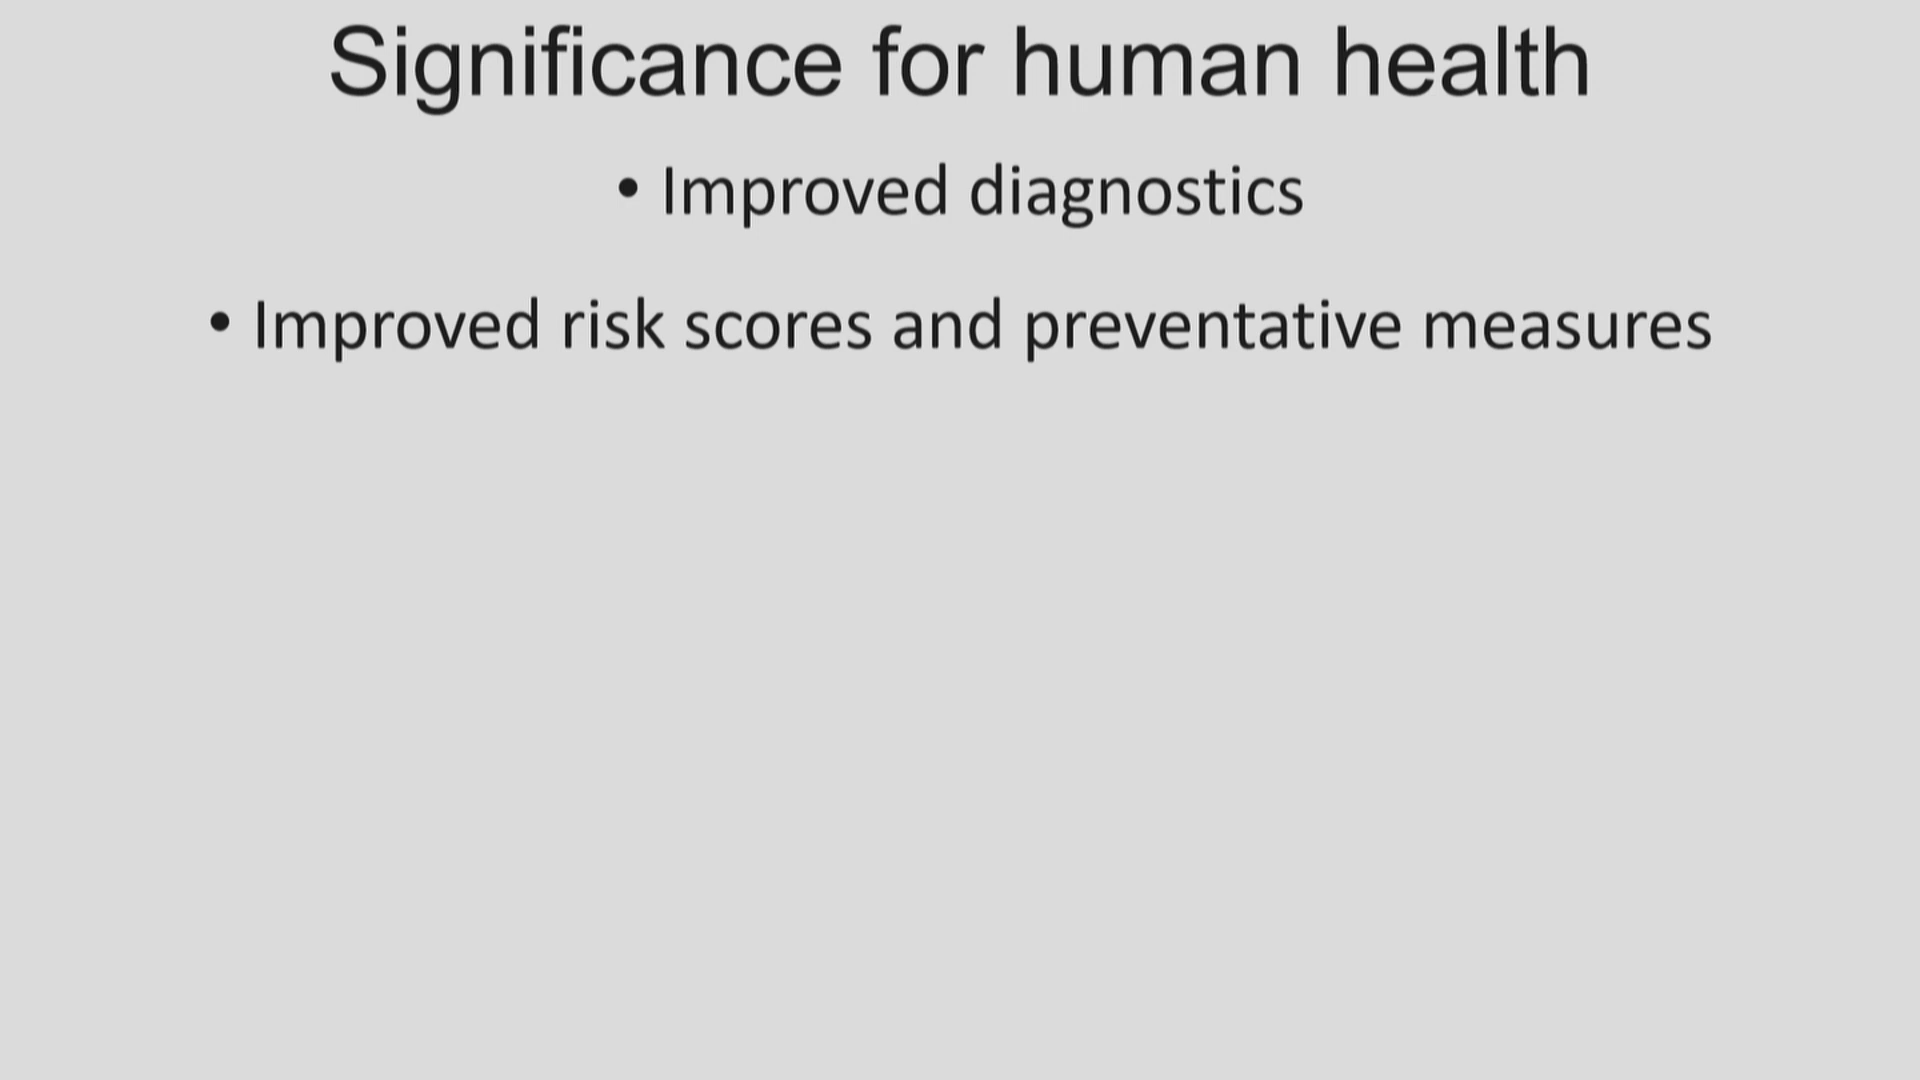 Significance for human health
• Improved diagnostics
• Improved risk scores and preventative measures